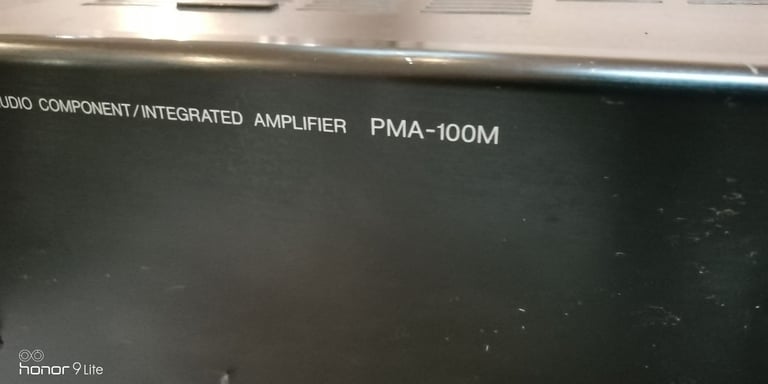 UDIO COMPONENT/INTEGRATED AMPLIFIER PMA-100M
honor 9 Lite